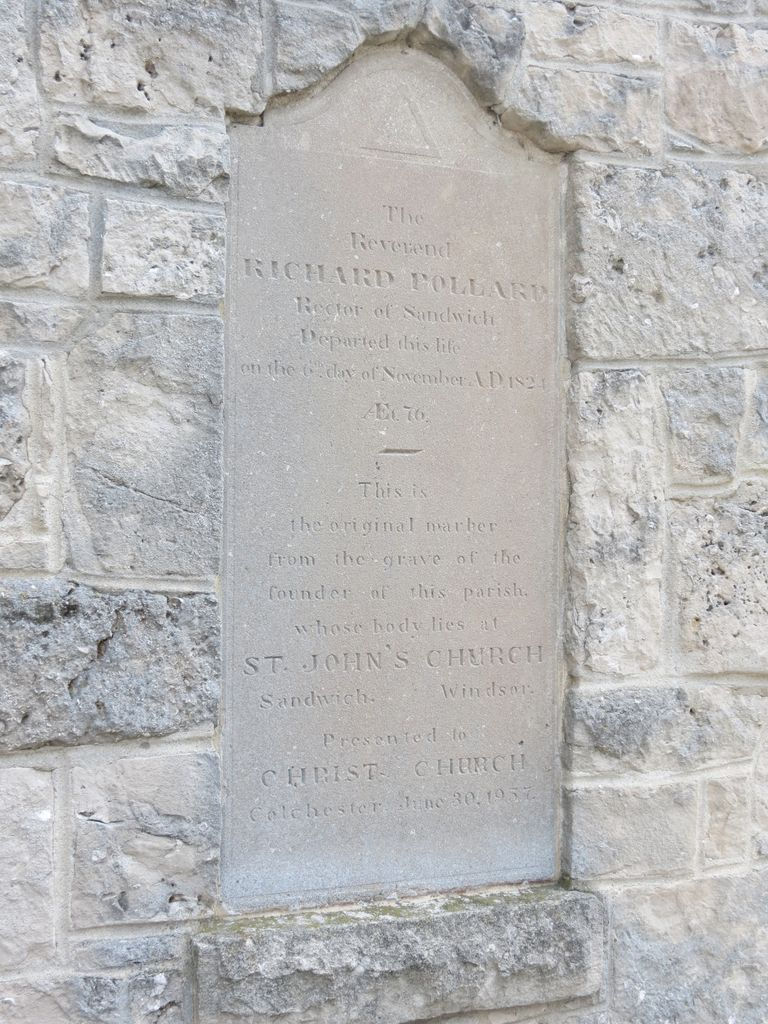 The
Reverend
RICHARD POLLARD
Rector of Sandwich
Departed this life
on the 6th day of November A D 1824
Æt, 76,
This is
the original marber
from the grave of the
founder of this parish,
whose body lies at
ST. JOHN'S CHURCH
Sandwich. Windsor.
Presented to
CHRIST. CHURCH
Colchester, June 30, 1957.